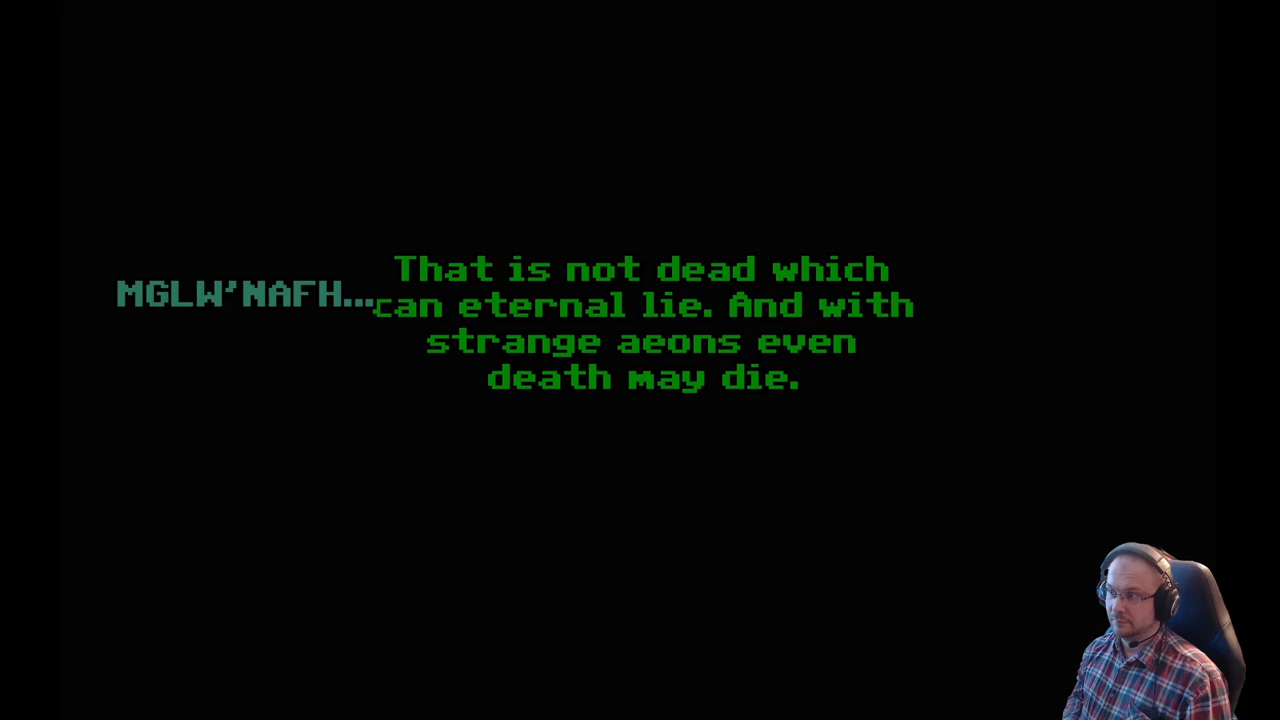 MGLW'NAFH...
That is not dead which
can eternal lie. And with
strange aeons even
death may die.